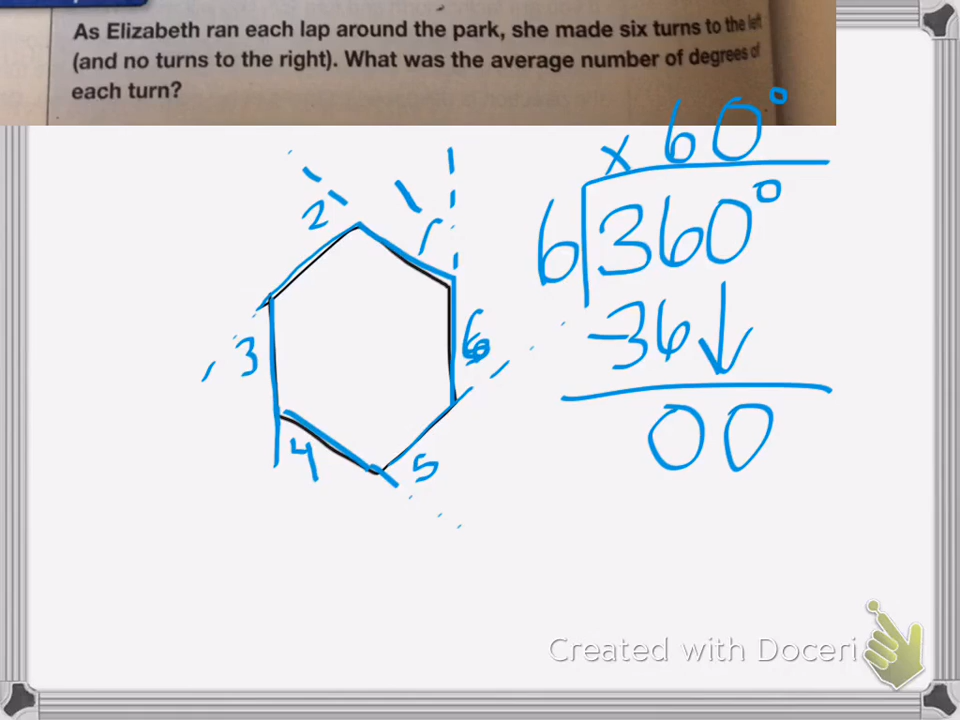 As Elizabeth ran each lap around the park, she made six turns to the left
(and no turns to the right). What was the average number of degrees of
each turn?
x 60°
6 360°
-36↓
00
1
2
3
4
5
6
Created with Doceri